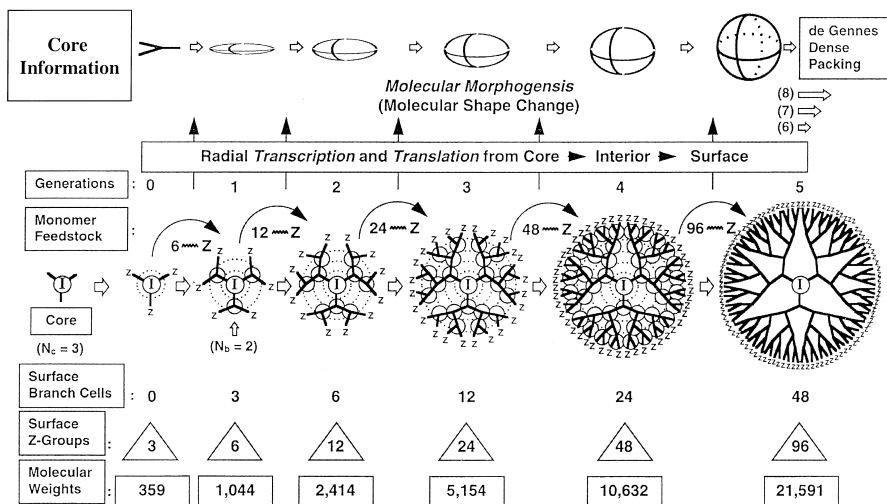 Core
Information
de Gennes
Dense
Packing
Molecular Morphogensis
(Molecular Shape Change)
(8)
(7)
(6)
Radial Transcription and Translation from Core Interior Surface
Generations : 0 1 2 3 4 5
Monomer
Feedstock :
6 Z 12 Z 24 Z 48 Z 96 Z
I I I I I I I
Core
(Nc = 3)
(Nb = 2)
Surface
Branch Cells : 0 3 6 12 24 48
Surface
Z-Groups : 3 6 12 24 48 96
Molecular
Weights : 359 1,044 2,414 5,154 10,632 21,591